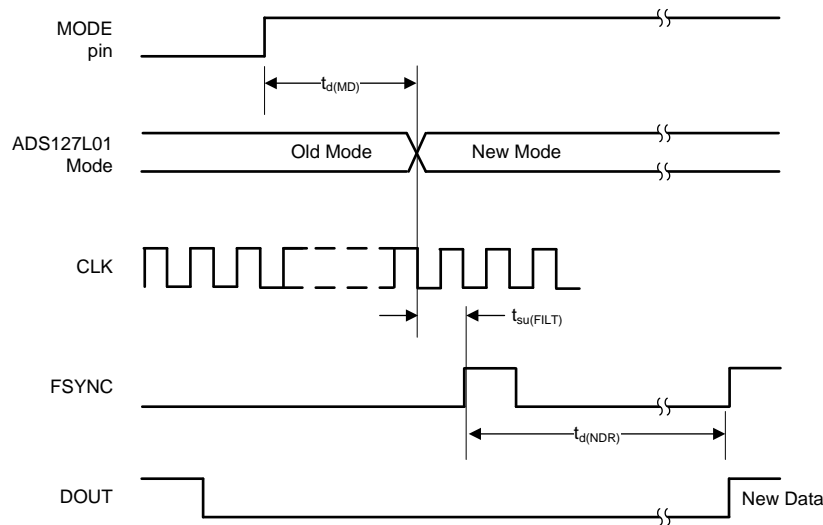 MODE
pin
td(MD)
ADS127L01
Mode
Old Mode
New Mode
CLK
tsu(FILT)
FSYNC
td(NDR)
DOUT
New Data